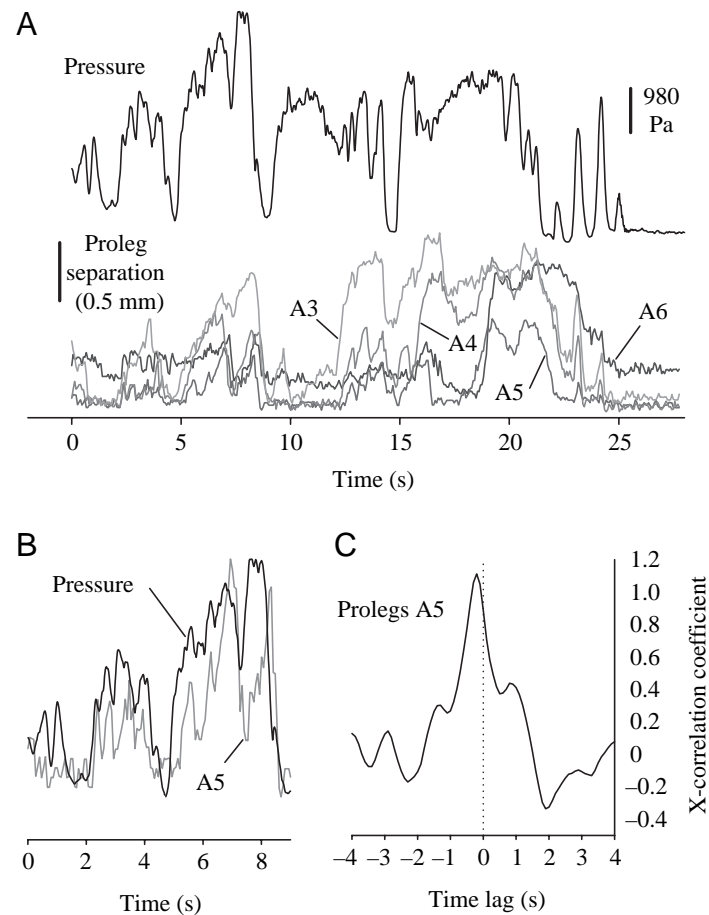 A
Pressure
980
Pa
Proleg
separation
(0.5 mm)
A3
A4
A5
A6
0 5 10 15 20 25
Time (s)
B
Pressure
A5
0 2 4 6 8
Time (s)
C
Prolegs A5
1.2
1.0
0.8
0.6
0.4
0.2
0
–0.2
–0.4
X-correlation coefficient
–4 –3 –2 –1 0 1 2 3 4
Time lag (s)